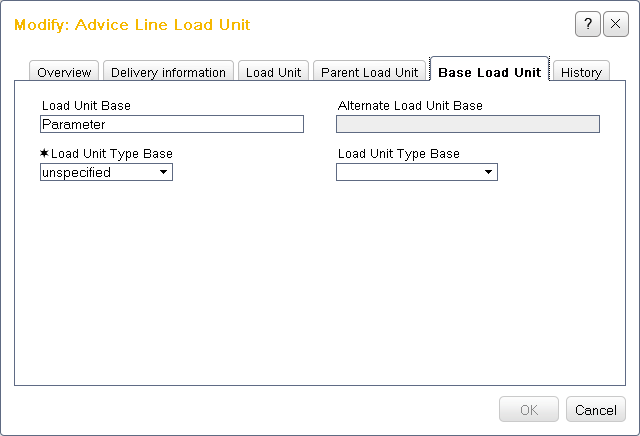 Modify: Advice Line Load Unit
?
Overview Delivery information Load Unit Parent Load Unit Base Load Unit History
Load Unit Base Alternate Load Unit Base
Parameter
✶Load Unit Type Base Load Unit Type Base
unspecified
OK Cancel